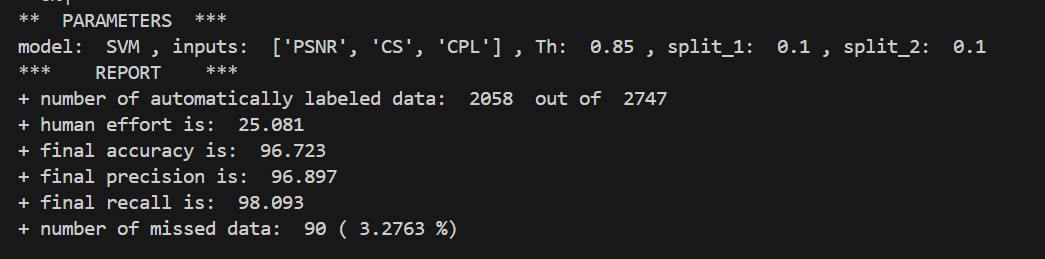 ** PARAMETERS ***
model: SVM , inputs: ['PSNR', 'CS', 'CPL'] , Th: 0.85 , split_1: 0.1 , split_2: 0.1
*** REPORT ***
+ number of automatically labeled data: 2058 out of 2747
+ human effort is: 25.081
+ final accuracy is: 96.723
+ final precision is: 96.897
+ final recall is: 98.093
+ number of missed data: 90 ( 3.2763 %)